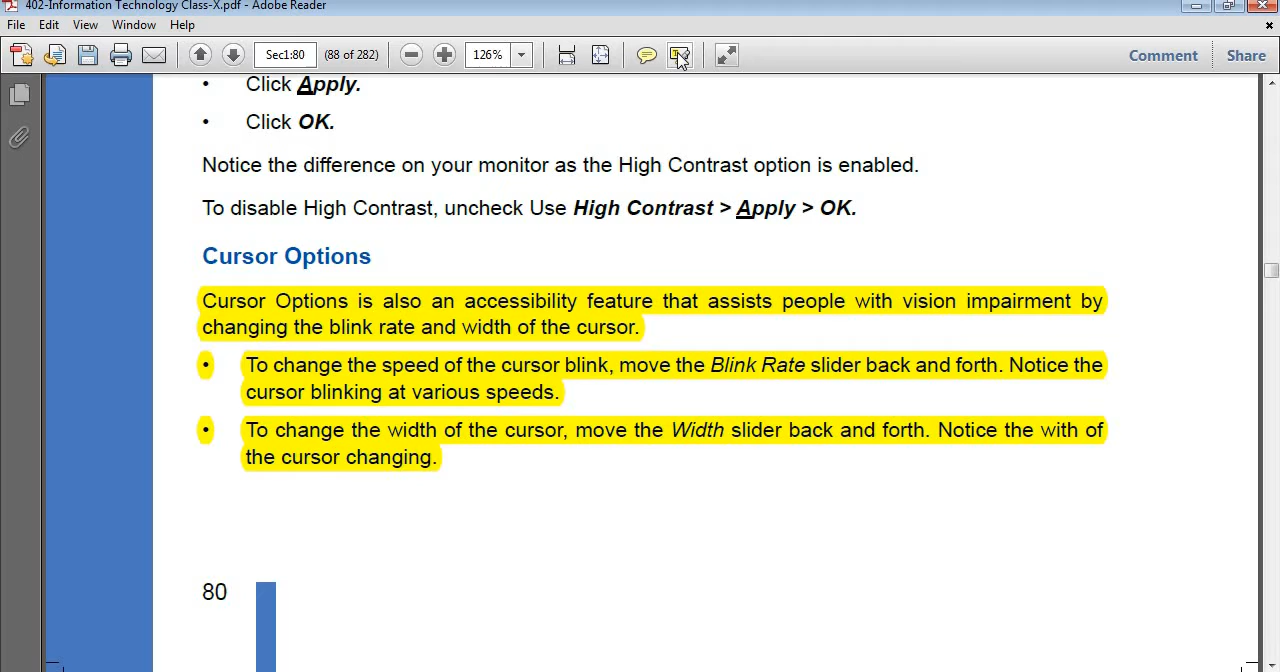 402-Information Technology Class-X.pdf - Adobe Reader
File Edit View Window Help
Sec1:80 (88 of 282) 126% Comment Share
• Click Apply.
• Click OK.
Notice the difference on your monitor as the High Contrast option is enabled.
To disable High Contrast, uncheck Use High Contrast > Apply > OK.
Cursor Options
Cursor Options is also an accessibility feature that assists people with vision impairment by
changing the blink rate and width of the cursor.
• To change the speed of the cursor blink, move the Blink Rate slider back and forth. Notice the
cursor blinking at various speeds.
• To change the width of the cursor, move the Width slider back and forth. Notice the with of
the cursor changing.
80